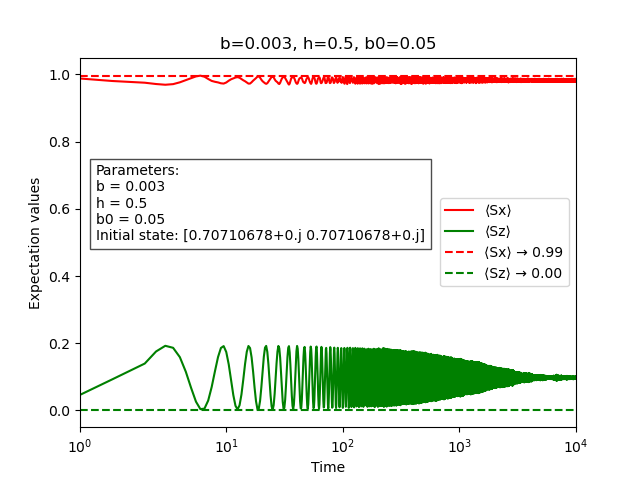 b=0.003, h=0.5, b0=0.05
Expectation values
1.0
0.8
0.6
0.4
0.2
0.0
Parameters:
b = 0.003
h = 0.5
b0 = 0.05
Initial state: [0.70710678+0.j 0.70710678+0.j]
⟨Sx⟩
⟨Sz⟩
⟨Sx⟩ → 0.99
⟨Sz⟩ → 0.00
10⁰ 10¹ 10² 10³ 10⁴
Time